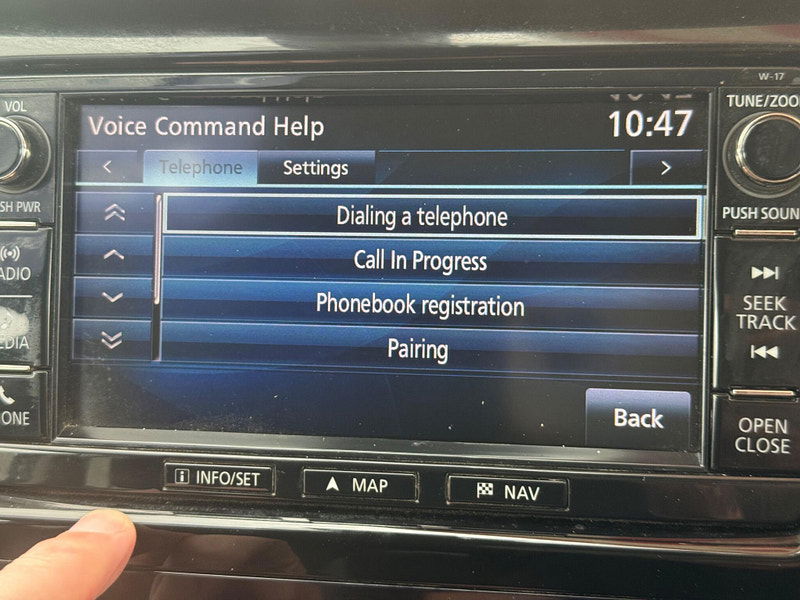 W-17
VOL
TUNE/ZOO
Voice Command Help
10:47
Telephone
Settings
SH PWR
PUSH SOUN
Dialing a telephone
Call In Progress
Phonebook registration
Pairing
ADIO
SEEK
TRACK
EDIA
ONE
Back
OPEN
CLOSE
INFO/SET
MAP
NAV